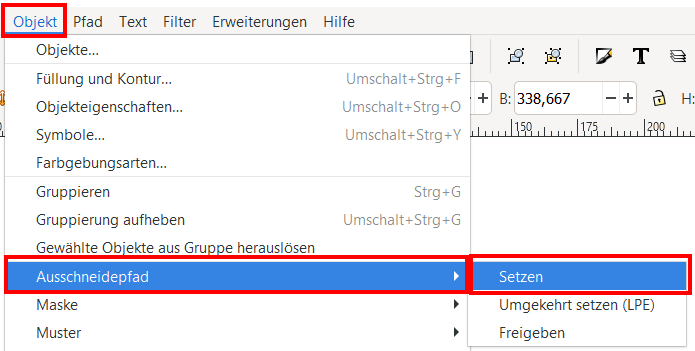 Objekt Pfad Text Filter Erweiterungen Hilfe
Objekte...
Füllung und Kontur... Umschalt+Strg+F
B: 338,667 H:
Objekteigenschaften... Umschalt+Strg+O
150 175 200
Symbole... Umschalt+Strg+Y
Farbgebungsarten...
Gruppieren Strg+G
Gruppierung aufheben Umschalt+Strg+G
Gewählte Objekte aus Gruppe herauslösen
Ausschneidepfad Setzen
Maske Umgekehrt setzen (LPE)
Muster Freigeben